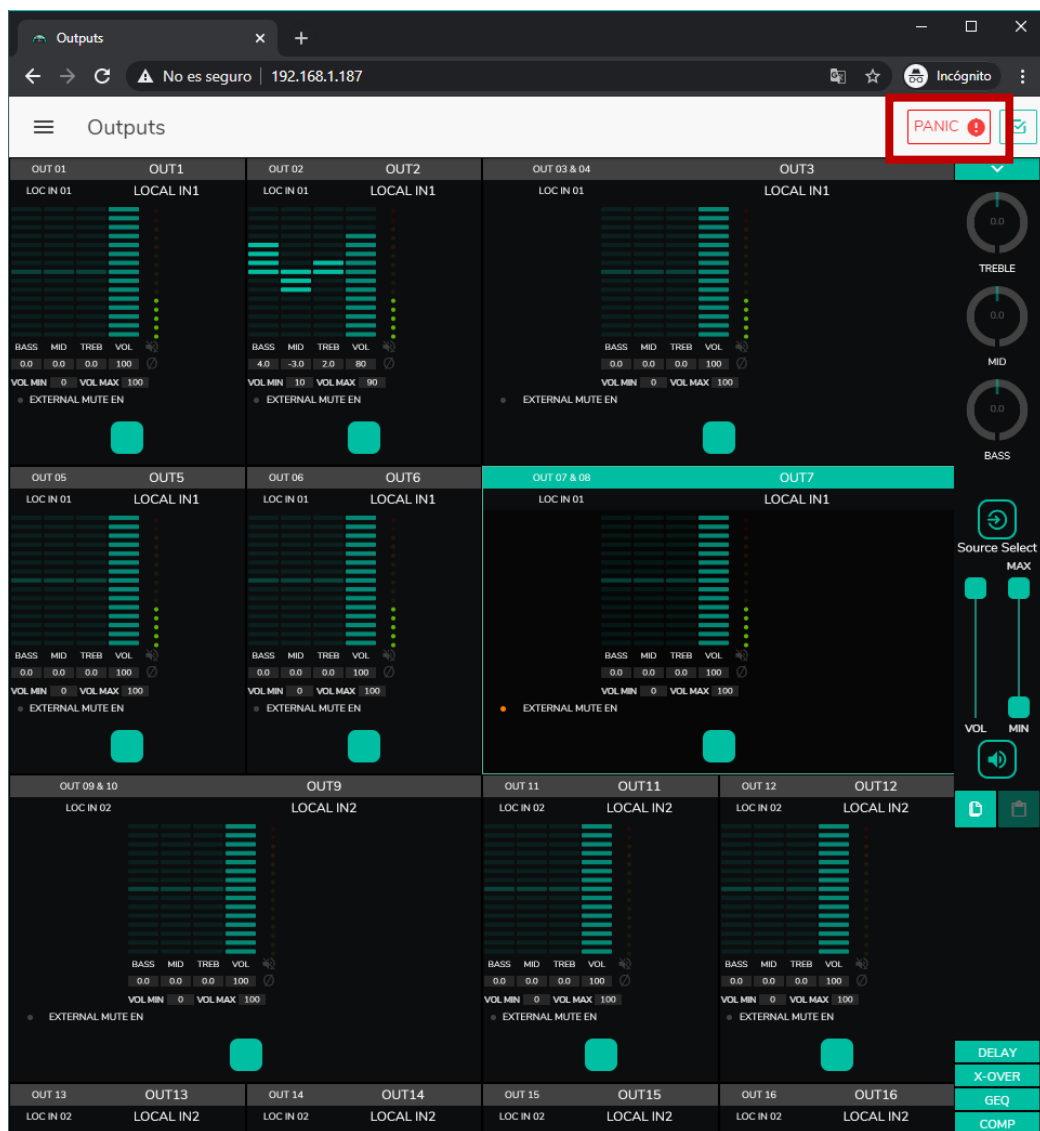 Outputs
No es seguro 192.168.1.187 Incógnito
Outputs PANIC
OUT 01 OUT1 OUT 02 OUT2 OUT 03 & 04 OUT3
LOC IN 01 LOCAL IN1 LOC IN 01 LOCAL IN1 LOC IN 01 LOCAL IN1
0.0
TREBLE
0.0
BASS MID TREB VOL BASS MID TREB VOL BASS MID TREB VOL
0.0 0.0 0.0 100 4.0 -3.0 2.0 80 0.0 0.0 0.0 100
MID
VOL MIN 0 VOL MAX 100 VOL MIN 10 VOL MAX 90 VOL MIN 0 VOL MAX 100
EXTERNAL MUTE EN EXTERNAL MUTE EN EXTERNAL MUTE EN
0.0
BASS
OUT 05 OUT5 OUT 06 OUT6 OUT 07 & 08 OUT7
LOC IN 01 LOCAL IN1 LOC IN 01 LOCAL IN1 LOC IN 01 LOCAL IN1
Source Select
MAX
BASS MID TREB VOL BASS MID TREB VOL BASS MID TREB VOL
0.0 0.0 0.0 100 0.0 0.0 0.0 100 0.0 0.0 0.0 100
VOL MIN 0 VOL MAX 100 VOL MIN 0 VOL MAX 100 VOL MIN 0 VOL MAX 100
EXTERNAL MUTE EN EXTERNAL MUTE EN EXTERNAL MUTE EN
VOL MIN
OUT 09 & 10 OUT9 OUT 11 OUT11 OUT 12 OUT12
LOC IN 02 LOCAL IN2 LOC IN 02 LOCAL IN2 LOC IN 02 LOCAL IN2
BASS MID TREB VOL BASS MID TREB VOL BASS MID TREB VOL
0.0 0.0 0.0 100 0.0 0.0 0.0 100 0.0 0.0 0.0 100
VOL MIN 0 VOL MAX 100 VOL MIN 0 VOL MAX 100 VOL MIN 0 VOL MAX 100
EXTERNAL MUTE EN EXTERNAL MUTE EN EXTERNAL MUTE EN
DELAY
X-OVER
OUT 13 OUT13 OUT 14 OUT14 OUT 15 OUT15 OUT 16 OUT16
GEQ
LOC IN 02 LOCAL IN2 LOC IN 02 LOCAL IN2 LOC IN 02 LOCAL IN2 LOC IN 02 LOCAL IN2
COMP